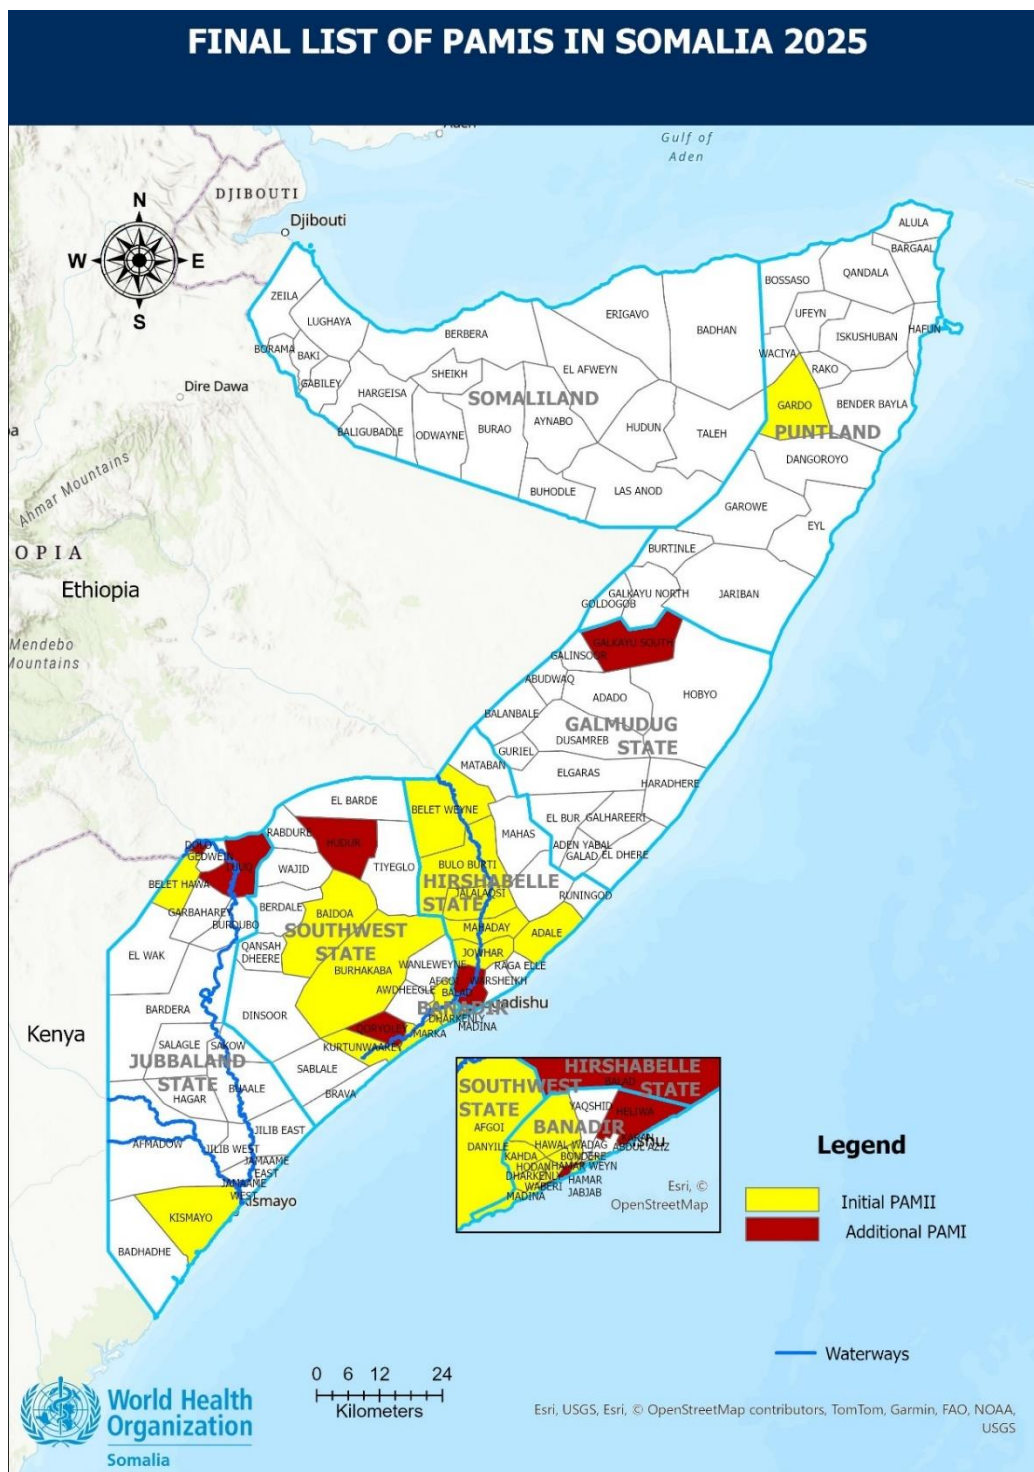 FINAL LIST OF PAMIS IN SOMALIA 2025
Gulf of
Aden
DJIBOUTI
Djibouti
N
W
E
S
ALULA
BARGAAL
BOSSASO
QANDALA
ZEILA
LUGHAYA
UFEYN
ERIGAVO
BADHAN
BERBERA
ISKUSHUBAN
HAFUN
BORAMA
BAKI
WACIYA
RAKO
SHEIKH
EL AFWEYN
Dire Dawa
GABILEY
HARGEISA
SOMALILAND
GARDO
BENDER BAYLA
AYNABO
BALIGUBADLE
ODWAYNE
BURAO
HUDUN
TALEH
PUNTLAND
DANGOROYO
Ahmar Mountains
BUHODLE
LAS ANOD
GAROWE
EYL
OPIA
BURTINLE
Ethiopia
GALKAYU NORTH
JARIBAN
GOLDOGOB
Mendebo
Mountains
GALKAYU SOUTH
GALINSOOR
ABUDWAQ
ADADO
HOBYO
BALANBALE
GALMUDUG
STATE
DUSAMREB
GURIEL
MATABAN
ELGARAS
HARADHERE
EL BARDE
BELET WEYNE
EL BUR
GALHAREERI
MAHAS
RABDURE
HUDUR
ADEN YABAL
GALAD
EL DHERE
DOLO
GEDWEIN
LUUQ
WAJID
TIYEGLO
BULO BURTI
BELET HAWA
HIRSHABELLE
STATE
JALALAQSI
RUNINGOD
GARBAHAREY
BERDALE
BAIDOA
BURDUBO
SOUTHWEST
STATE
MAHADAY
ADALE
EL WAK
QANSAH
DHEERE
JOWHAR
BURHAKABA
WANLEWEYNE
RAGA ELLE
AFGOI
WARSHEIKH
AWDHEEGLE
BALAD
BANADIR
BARDERA
DINSOOR
DHARKENLY
MADINA
Kenya
QORYOLEY
MARKA
KURTUNWAAREY
SALAGLE
SAKOW
JUBBALAND
STATE
SABLALE
HAGAR
BUAALE
BRAVA
JILIB EAST
AFMADOW
JILIB WEST
JAMAAME
EAST
JAMAAME
WEST
KISMAYO
BADHADHE
HIRSHABELLE
STATE
SOUTHWEST
STATE
BALAD
YAQSHID
HELIWA
AFGOI
BANADIR
DANYILE
HAWAL WADAG
ABDUL AZIZ
KAHDA
BONDERE
HODAN
HAMAR WEYN
DHARKENLY
WABERI
HAMAR
JABJAB
MADINA
Esri, ©
OpenStreetMap
Legend
Initial PAMII
Additional PAMI
Waterways
0 6 12 24
Kilometers
World Health
Organization
Somalia
Esri, USGS, Esri, © OpenStreetMap contributors, TomTom, Garmin, FAO, NOAA,
USGS